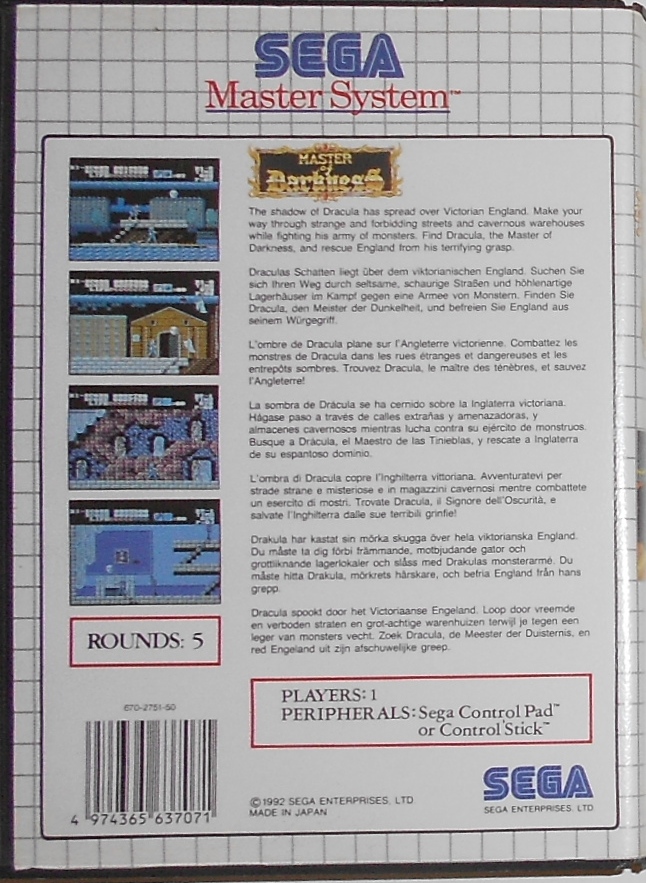 SEGA
Master System™
MASTER
of
Darkness
The shadow of Dracula has spread over Victorian England. Make your
way through strange and forbidding streets and cavernous warehouses
while fighting his army of monsters. Find Dracula, the Master of
Darkness, and rescue England from his terrifying grasp.
Draculas Schatten liegt über dem viktorianischen England. Suchen Sie
sich Ihren Weg durch seltsame, schaurige Straßen und höhlenartige
Lagerhäuser im Kampf gegen eine Armee von Monstern. Finden Sie
Dracula, den Meister der Dunkelheit, und befreien Sie England aus
seinem Würgegriff.
L'ombre de Dracula plane sur l'Angleterre victorienne. Combattez les
monstres de Dracula dans les rues étranges et dangereuses et les
entrepôts sombres. Trouvez Dracula, le maître des ténèbres, et sauvez
l'Angleterre!
La sombra de Drácula se ha cernido sobre la Inglaterra victoriana.
Hágase paso a través de calles extrañas y amenazadoras, y
almacenes cavernosos mientras lucha contra su ejército de monstruos.
Busque a Drácula, el Maestro de las Tinieblas, y rescate a Inglaterra
de su espantoso dominio.
L'ombra di Dracula copre l'Inghilterra vittoriana. Avventuratevi per
strade strane e misteriose e in magazzini cavernosi mentre combattete
un esercito di mostri. Trovate Dracula, il Signore dell'Oscurità, e
salvate l'Inghilterra dalle sue terribili grinfie!
Drakula har kastat sin mörka skugga över hela viktorianska England.
Du måste ta dig förbi främmande, motbjudande gator och
grottliknande lagerlokaler och slåss med Drakulas monsterarmé. Du
måste hitta Drakula, mörkrets härskare, och befria England från hans
grepp.
Dracula spookt door het Victoriaanse Engeland. Loop door vreemde
en verboden straten en grot-achtige warenhuizen terwijl je tegen een
leger van monsters vecht. Zoek Dracula, de Meester der Duisternis, en
red Engeland uit zijn afschuwelijke greep.
ROUNDS: 5
PLAYERS: 1
PERIPHERALS: Sega Control Pad™
or Control Stick™
670-2751-50
4 974365 637071
©1992 SEGA ENTERPRISES, LTD
MADE IN JAPAN
SEGA
SEGA ENTERPRISES, LTD